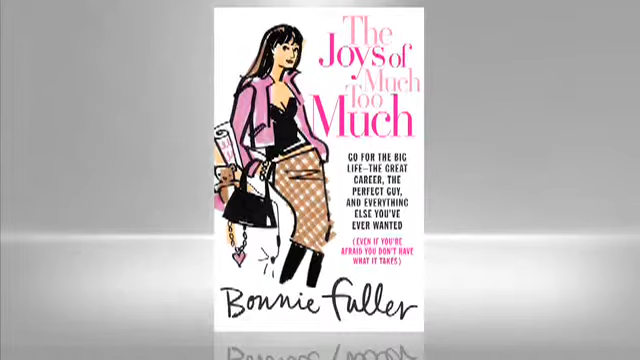 The
Joys of
Much
Too
Much
GO FOR THE BIG
LIFE—THE GREAT
CAREER, THE
PERFECT GUY,
AND EVERYTHING
ELSE YOU'VE
EVER WANTED
(EVEN IF YOU'RE
AFRAID YOU DON'T HAVE
WHAT IT TAKES)
Bonnie Fuller